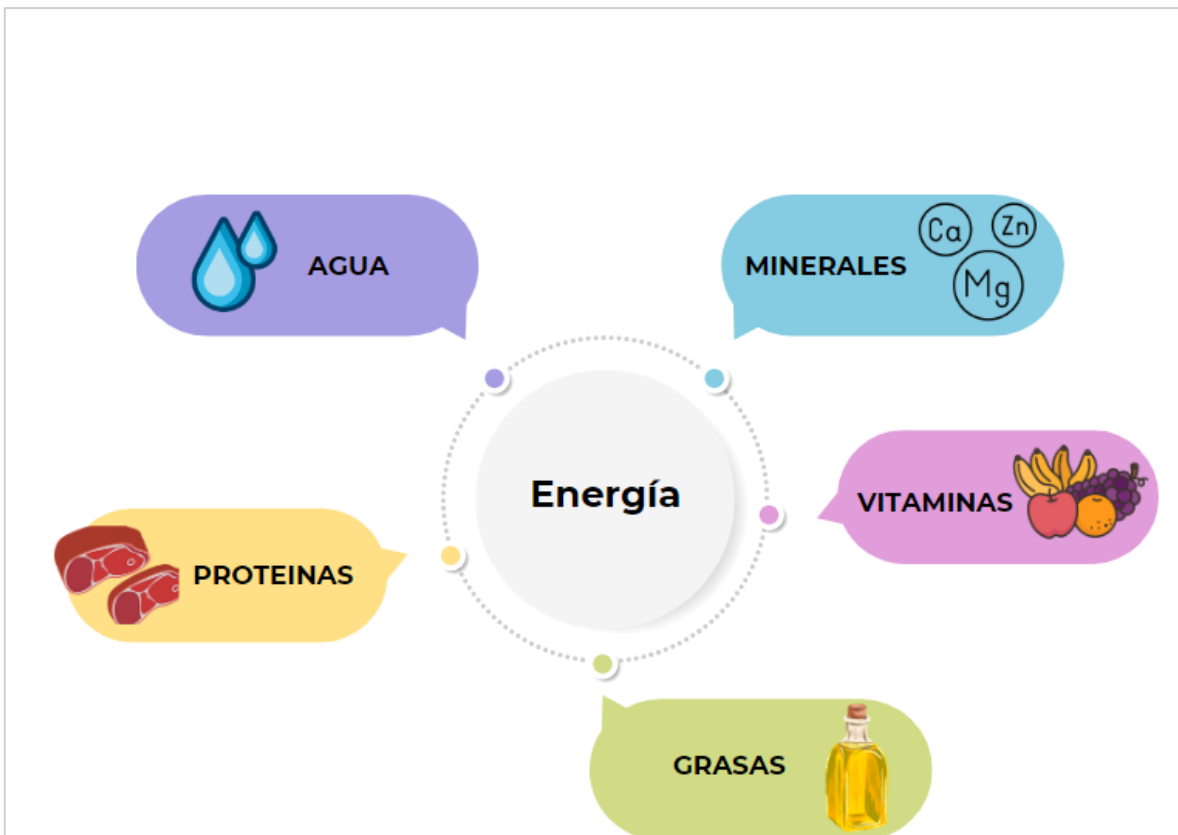 AGUA
MINERALES
Ca
Zn
Mg
Energía
VITAMINAS
PROTEINAS
GRASAS